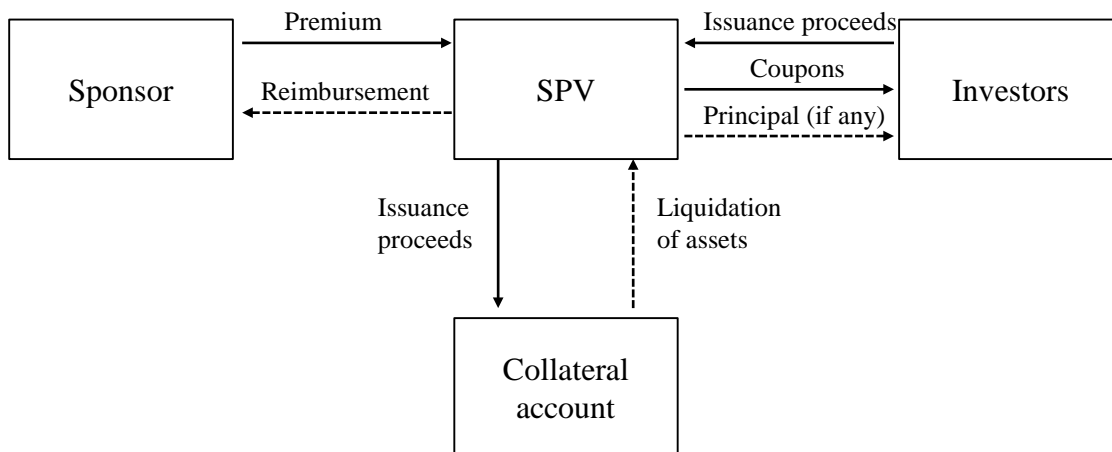 Premium
Issuance proceeds
Sponsor
Reimbursement
SPV
Coupons
Principal (if any)
Investors
Issuance
proceeds
Liquidation
of assets
Collateral
account